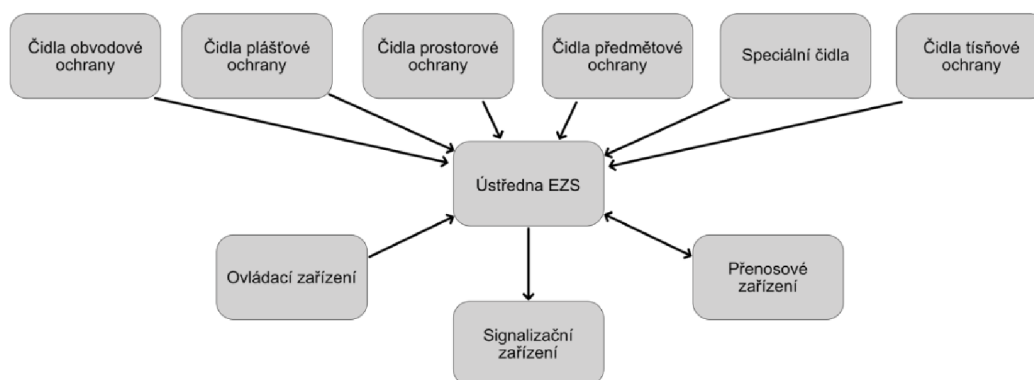 Čidla obvodové
ochrany
Čidla plášťové
ochrany
Čidla prostorové
ochrany
Čidla předmětové
ochrany
Speciální čidla
Čidla tísňové
ochrany
Ústředna EZS
Ovládací zařízení
Přenosové
zařízení
Signalizační
zařízení